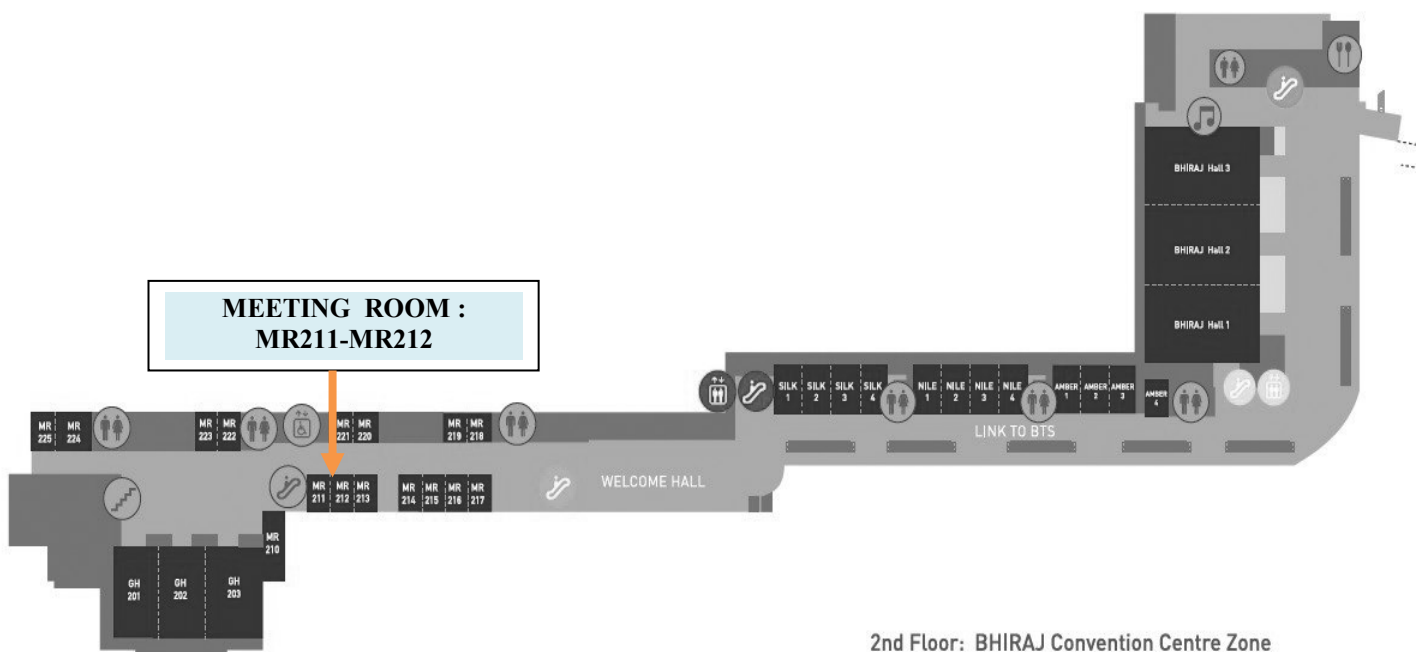 BHIRAJ Hall 3
BHIRAJ Hall 2
BHIRAJ Hall 1
MEETING ROOM :
MR211-MR212
SILK 1
SILK 2
SILK 3
SILK 4
NILE 1
NILE 2
NILE 3
NILE 4
AMBER 1
AMBER 2
AMBER 3
AMBER 4
LINK TO BTS
MR 225
MR 224
MR 223
MR 222
MR 221
MR 220
MR 219
MR 218
WELCOME HALL
MR 211
MR 212
MR 213
MR 214
MR 215
MR 216
MR 217
MR 210
GH 201
GH 202
GH 203
2nd Floor: BHIRAJ Convention Centre Zone